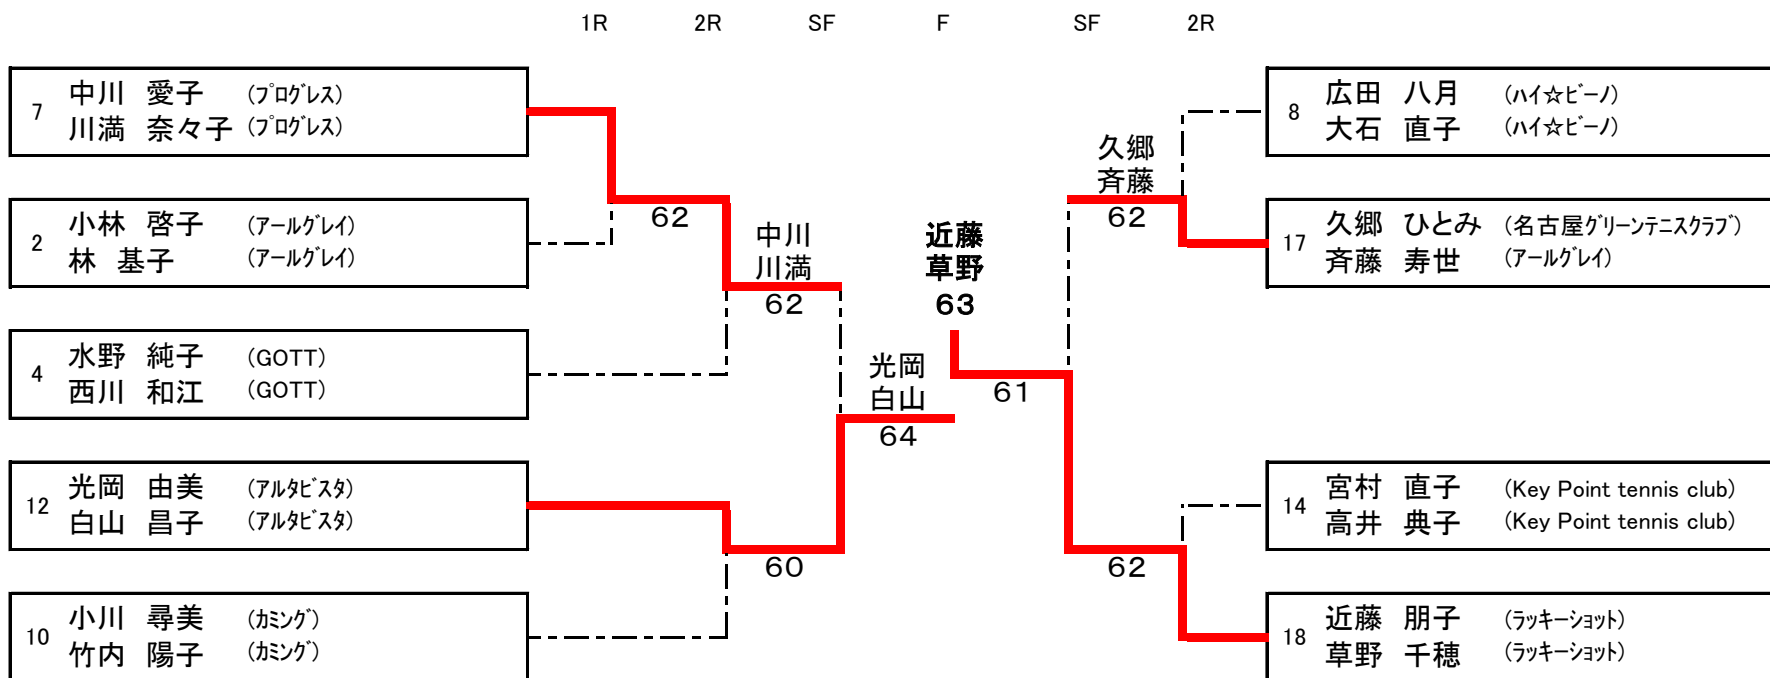 1R 2R SF F SF 2R
7 中川 愛子 (プログレス)
川満 奈々子 (プログレス)
2 小林 啓子 (アールグレイ)
林 基子 (アールグレイ)
4 水野 純子 (GOTT)
西川 和江 (GOTT)
12 光岡 由美 (アルタビスタ)
白山 昌子 (アルタビスタ)
10 小川 尋美 (カミング)
竹内 陽子 (カミング)
62
中川
川満
62
60
光岡
白山
64
近藤
草野
63
61
久郷
斉藤
62
62
8 広田 八月 (ハイ☆ビーノ)
大石 直子 (ハイ☆ビーノ)
17 久郷 ひとみ (名古屋グリーンテニスクラブ)
斉藤 寿世 (アールグレイ)
14 宮村 直子 (Key Point tennis club)
高井 典子 (Key Point tennis club)
18 近藤 朋子 (ラッキーショット)
草野 千穂 (ラッキーショット)